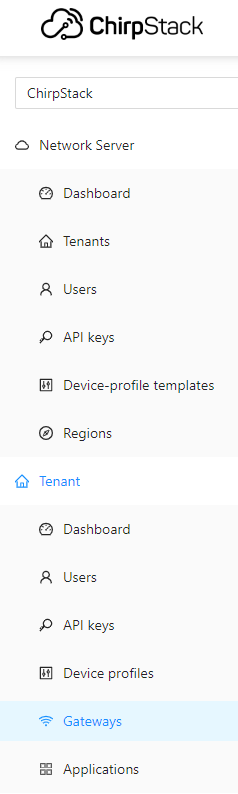 ChirpStack
ChirpStack
Network Server
Dashboard
Tenants
Users
API keys
Device-profile templates
Regions
Tenant
Dashboard
Users
API keys
Device profiles
Gateways
Applications